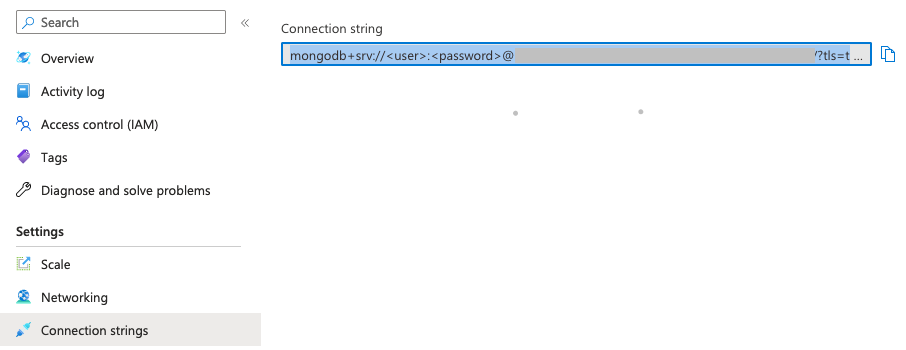 Search
«
Overview
Activity log
Access control (IAM)
Tags
Diagnose and solve problems
Settings
Scale
Networking
Connection strings
Connection string
mongodb+srv://<user>:<password>@ /?tls=t ...